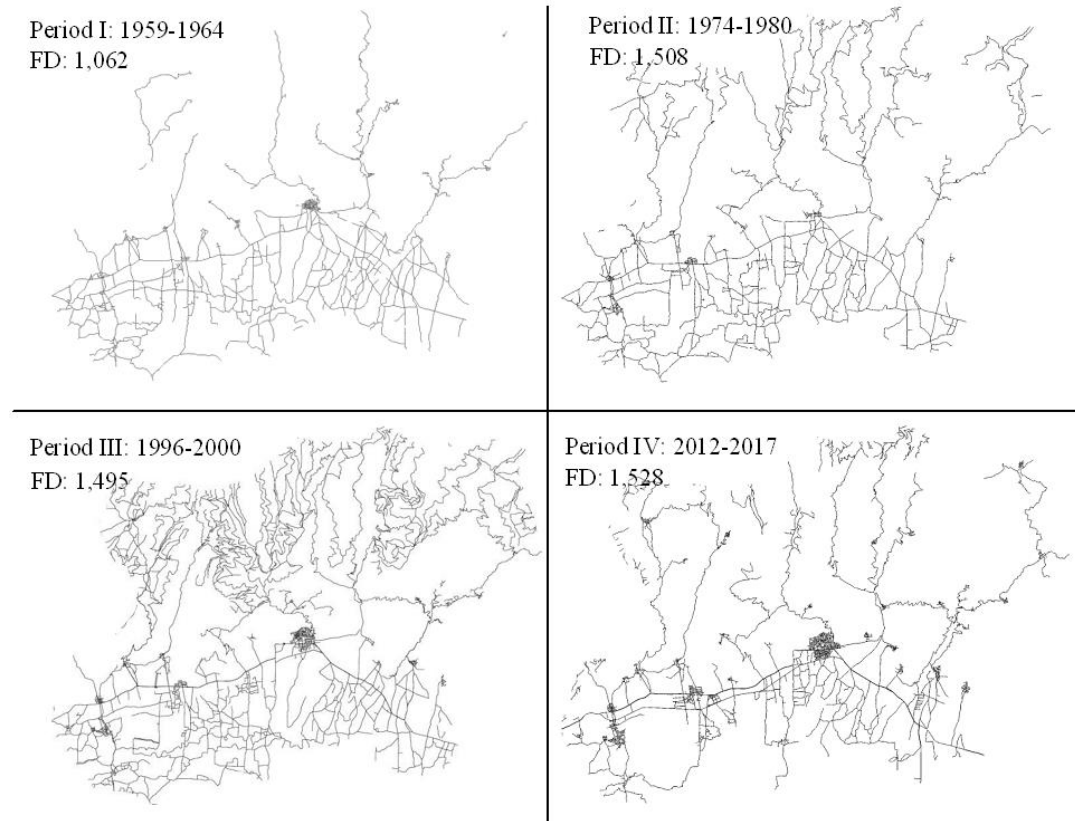 Period I: 1959-1964
FD: 1,062
Period II: 1974-1980
FD: 1,508
Period III: 1996-2000
FD: 1,495
Period IV: 2012-2017
FD: 1,528